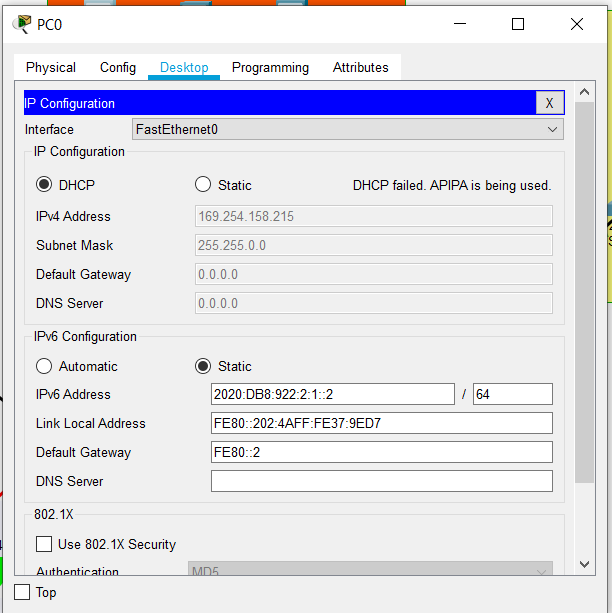 PC0
Physical Config Desktop Programming Attributes
IP Configuration X
Interface FastEthernet0
IP Configuration
DHCP Static DHCP failed. APIPA is being used.
IPv4 Address 169.254.158.215
Subnet Mask 255.255.0.0
Default Gateway 0.0.0.0
DNS Server 0.0.0.0
IPv6 Configuration
Automatic Static
IPv6 Address 2020:DB8:922:2:1::2 / 64
Link Local Address FE80::202:4AFF:FE37:9ED7
Default Gateway FE80::2
DNS Server
802.1X
Use 802.1X Security
Authentication MD5
Top